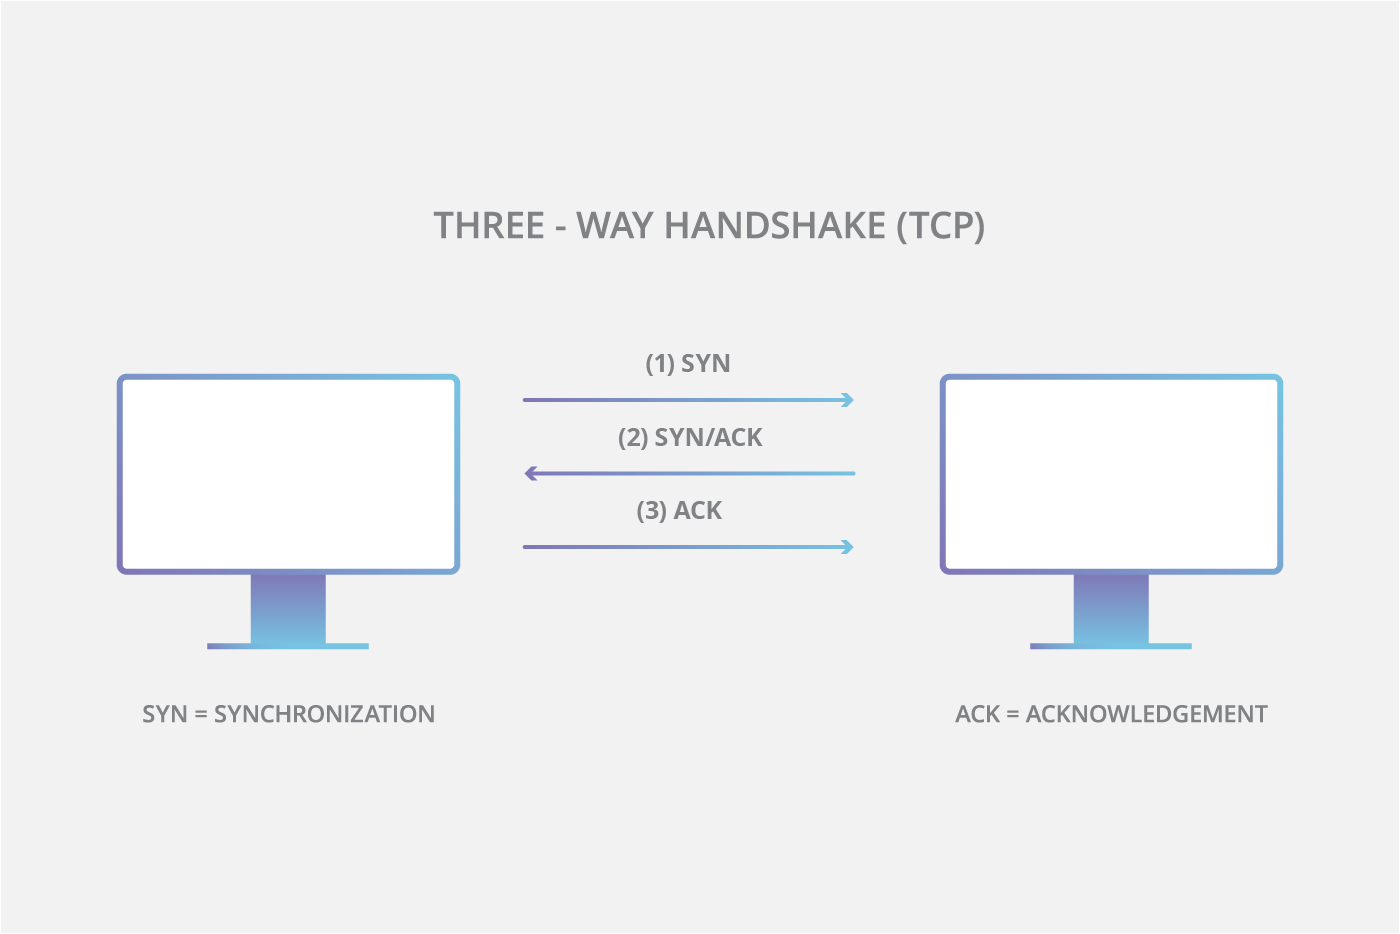 THREE - WAY HANDSHAKE (TCP)
(1) SYN
(2) SYN/ACK
(3) ACK
SYN = SYNCHRONIZATION
ACK = ACKNOWLEDGEMENT